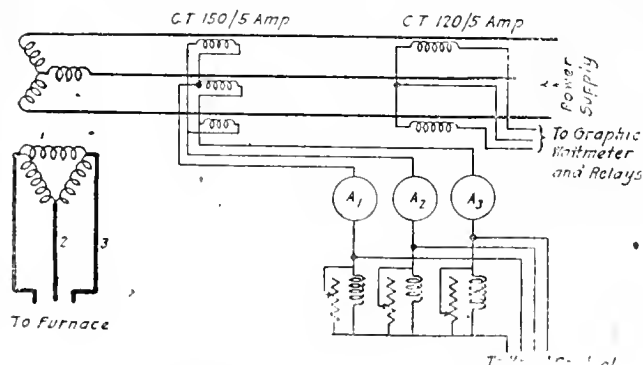 C.T 150/5 Amp
C.T 120/5 Amp
Power
Supply
To Graphic
Wattmeter
and Relays
1
A1
A2
A3
2
3
To Furnace